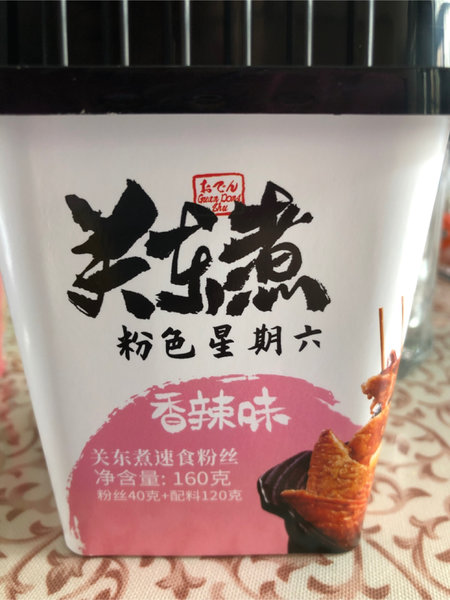 おでん
Guan Dong
Zhu
关东煮
粉色星期六
香辣味
关东煮速食粉丝
净含量: 160克
粉丝40克+配料120克